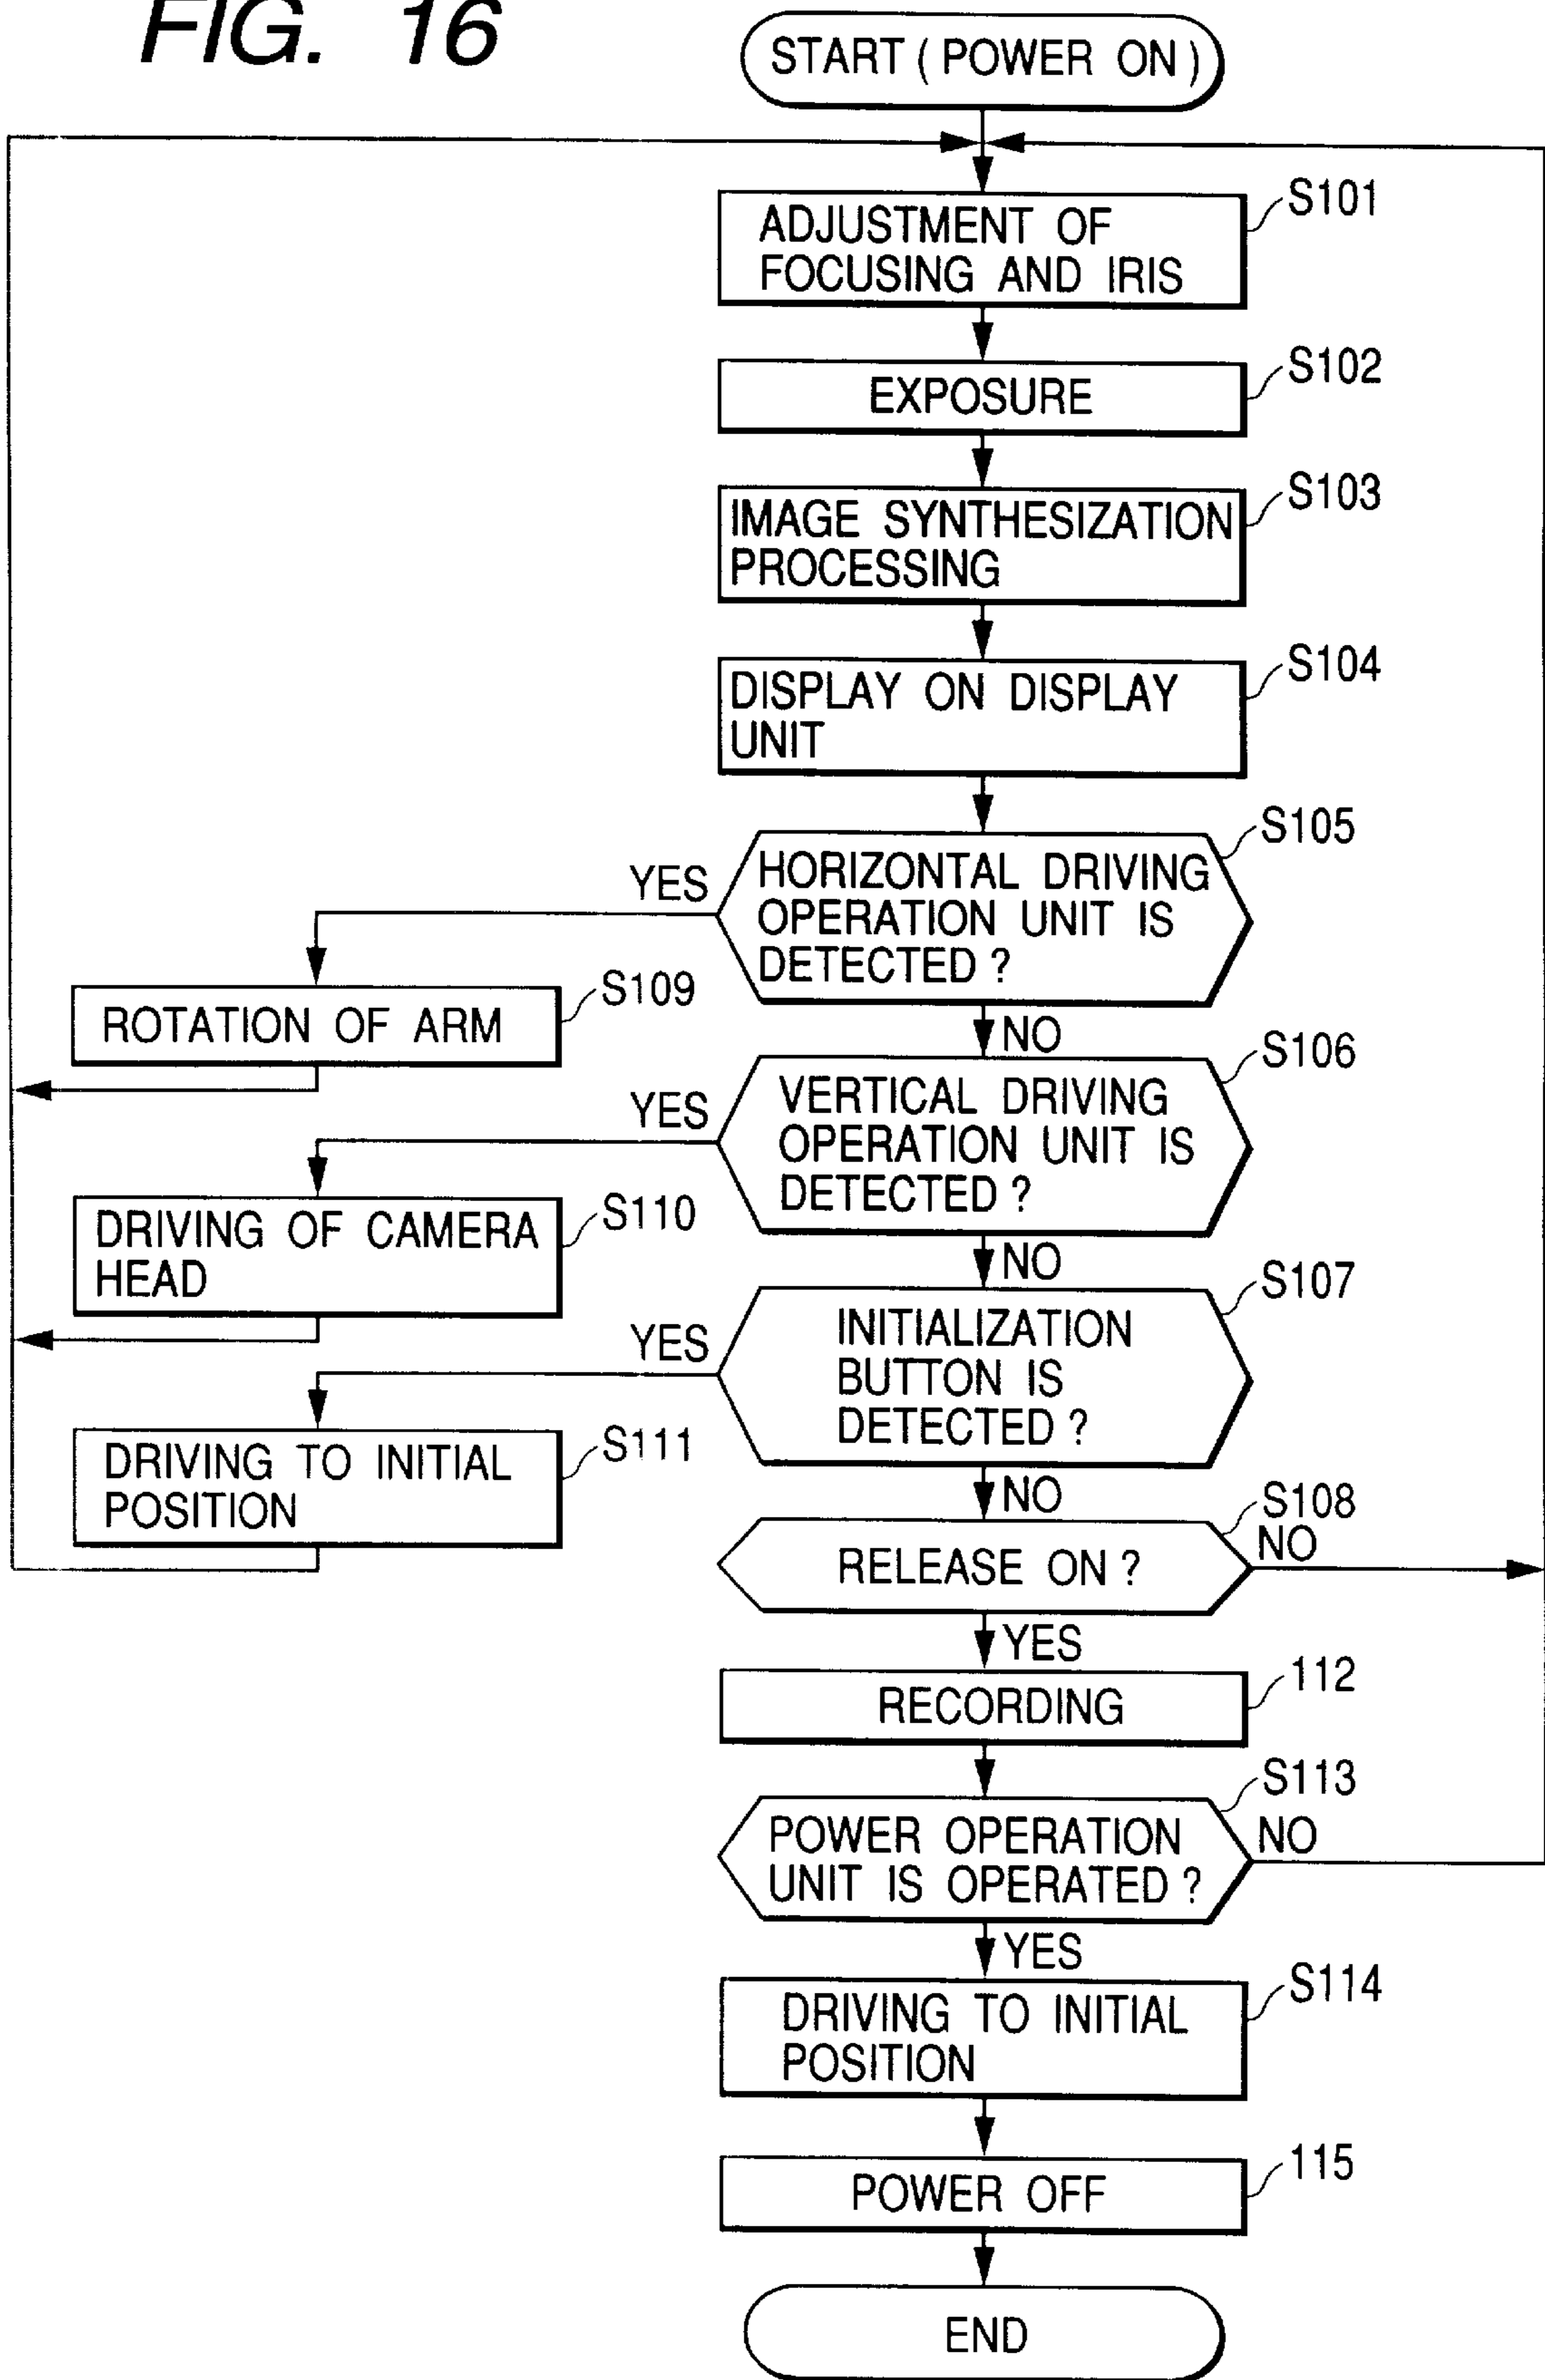 FIG. 16
START ( POWER ON )
S101
ADJUSTMENT OF
FOCUSING AND IRIS
S102
EXPOSURE
S103
IMAGE SYNTHESIZATION
PROCESSING
S104
DISPLAY ON DISPLAY
UNIT
S105
YES
HORIZONTAL DRIVING
OPERATION UNIT IS
DETECTED ?
S109
ROTATION OF ARM
NO
S106
YES
VERTICAL DRIVING
OPERATION UNIT IS
DETECTED ?
S110
DRIVING OF CAMERA
HEAD
NO
S107
YES
INITIALIZATION
BUTTON IS
DETECTED ?
S111
DRIVING TO INITIAL
POSITION
NO
S108
RELEASE ON ?
NO
YES
112
RECORDING
S113
POWER OPERATION
UNIT IS OPERATED ?
NO
YES
S114
DRIVING TO INITIAL
POSITION
115
POWER OFF
END